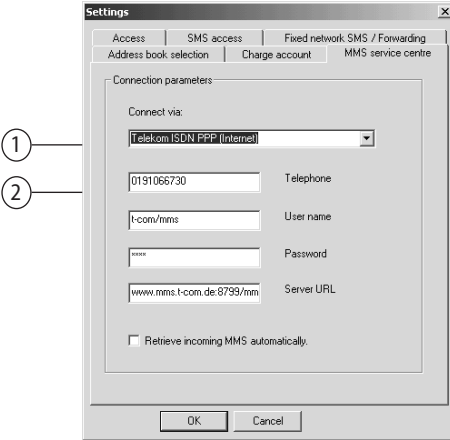 Settings
Access SMS access Fixed network SMS / Forwarding
Address book selection Charge account MMS service centre
Connection parameters
Connect via:
1
Telekom ISDN PPP (Internet)
2
0191066730 Telephone
t-com/mms User name
**** Password
www.mms.t-com.de:8799/mm Server URL
Retrieve incoming MMS automatically.
OK Cancel